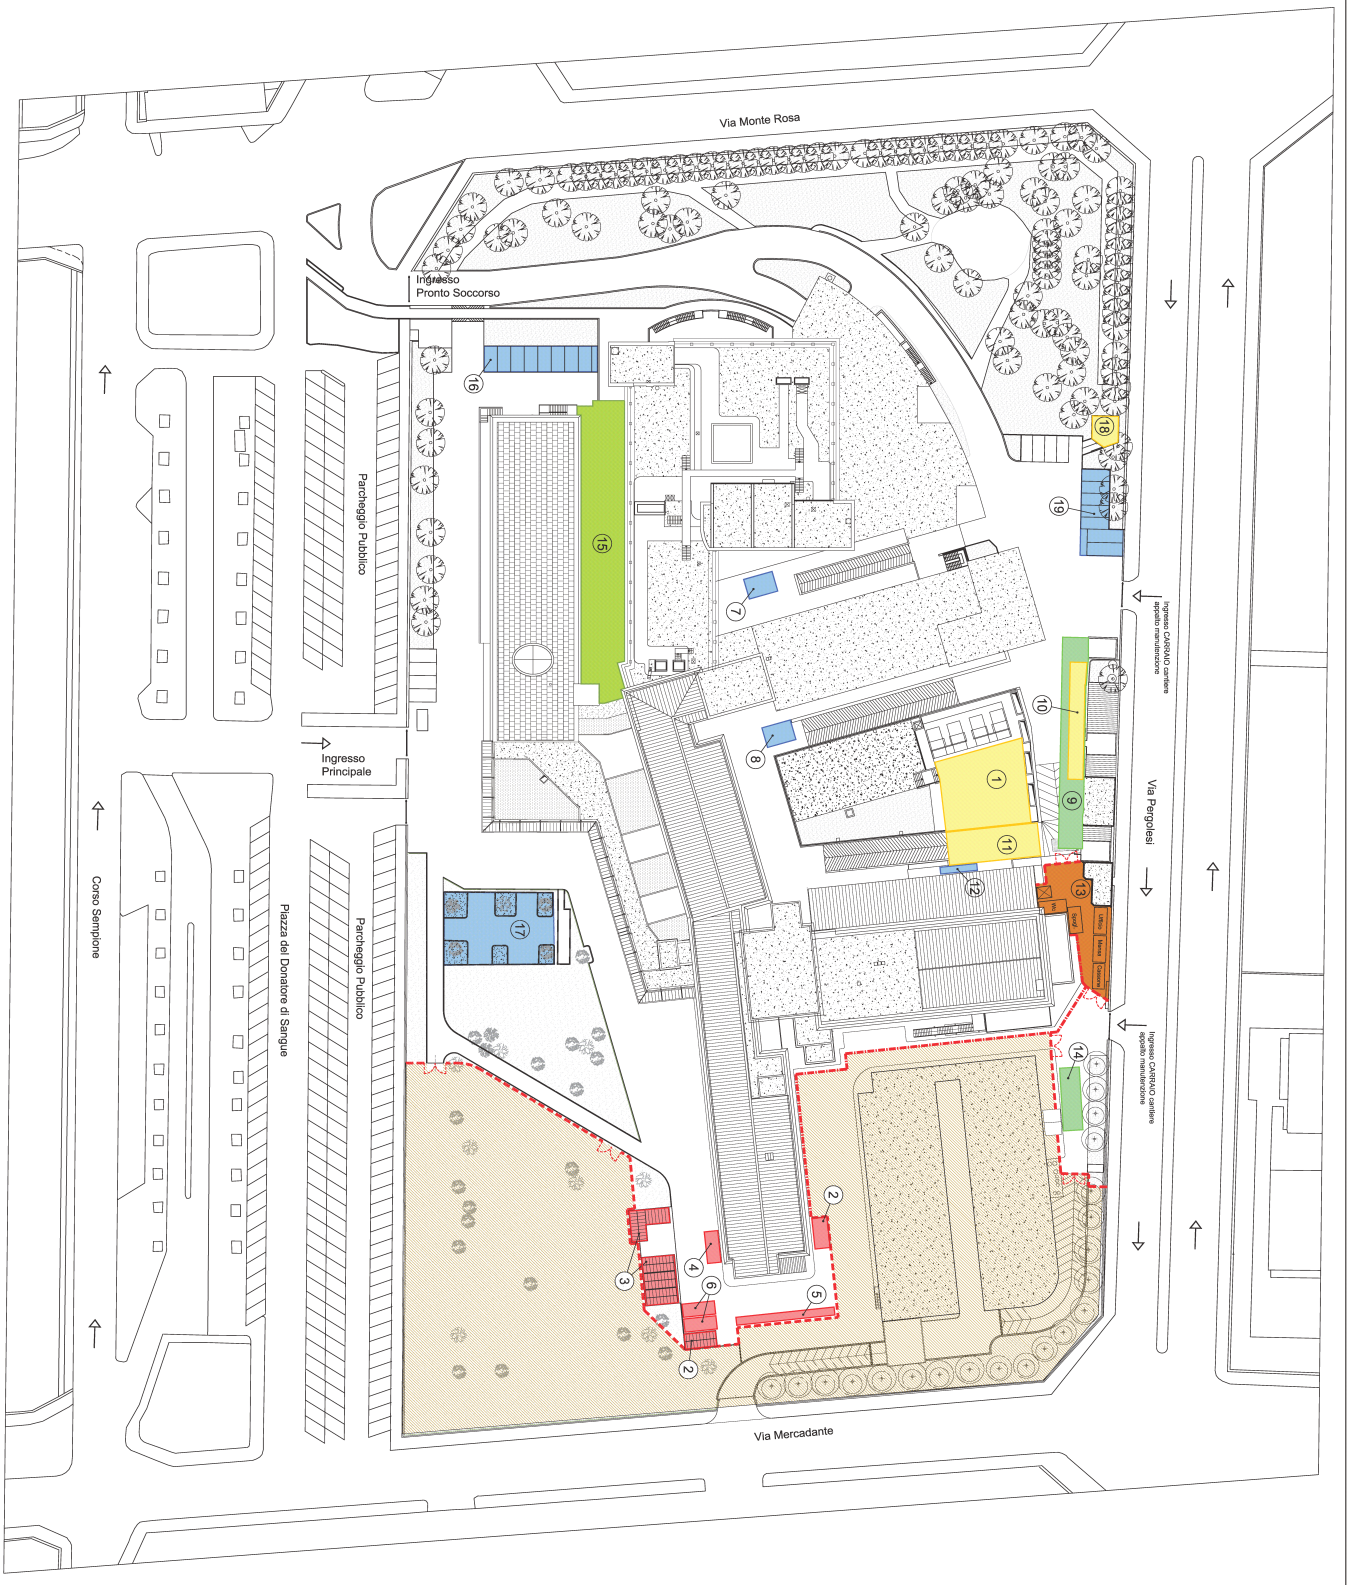 Via Monte Rosa
Ingresso
Pronto Soccorso
16
18
19
Parcheggio Pubblico
15
7
Ingresso CARRAIO cantiere
appalto manutenzione
10
8
1
9
Ingresso
Principale
Via Pergolesi
11
12
13
WC
Spogl.
Ufficio
Mensa
Corso Sempione
Piazza del Donatore di Sangue
Parcheggio Pubblico
17
Ingresso CARRAIO cantiere
appalto manutenzione
14
2
4
3
6
5
2
Via Mercadante